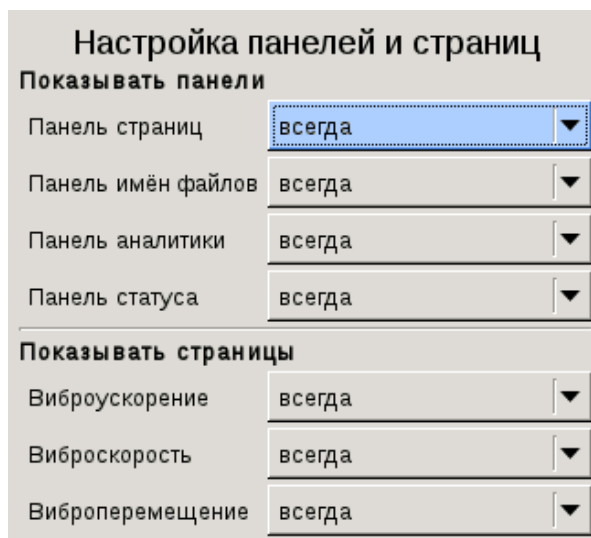 Настройка панелей и страниц
Показывать панели
Панель страниц всегда
Панель имён файлов всегда
Панель аналитики всегда
Панель статуса всегда
Показывать страницы
Виброускорение всегда
Виброскорость всегда
Виброперемещение всегда